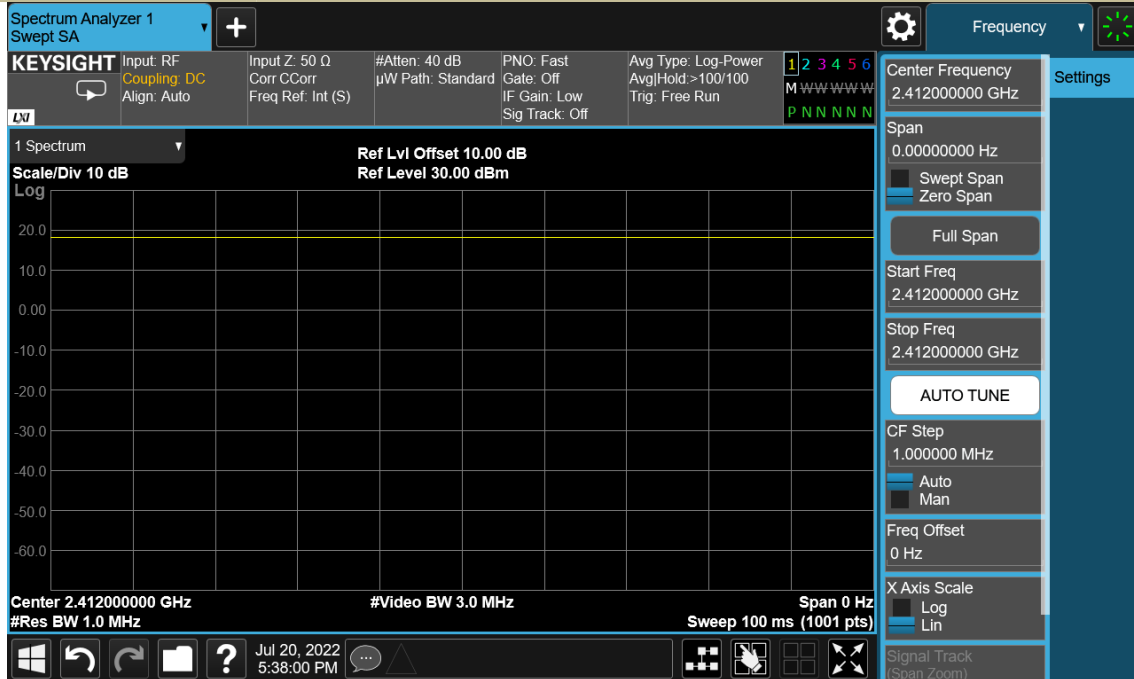 Spectrum Analyzer 1
Swept SA
+
Frequency
KEYSIGHT
LXI
Input: RF
Coupling: DC
Align: Auto
Input Z: 50 Ω
Corr CCorr
Freq Ref: Int (S)
#Atten: 40 dB
µW Path: Standard
PNO: Fast
Gate: Off
IF Gain: Low
Sig Track: Off
Avg Type: Log-Power
Avg|Hold:>100/100
Trig: Free Run
1 2 3 4 5 6
M W W W W W
P N N N N N
1 Spectrum
Scale/Div 10 dB
Ref Lvl Offset 10.00 dB
Ref Level 30.00 dBm
Log
20.0
10.0
0.00
-10.0
-20.0
-30.0
-40.0
-50.0
-60.0
Center 2.412000000 GHz
#Video BW 3.0 MHz
Span 0 Hz
#Res BW 1.0 MHz
Sweep 100 ms (1001 pts)
Center Frequency
2.412000000 GHz
Settings
Span
0.00000000 Hz
Swept Span
Zero Span
Full Span
Start Freq
2.412000000 GHz
Stop Freq
2.412000000 GHz
AUTO TUNE
CF Step
1.000000 MHz
Auto
Man
Freq Offset
0 Hz
X Axis Scale
Log
Lin
Signal Track
(Span Zoom)
?
Jul 20, 2022
5:38:00 PM